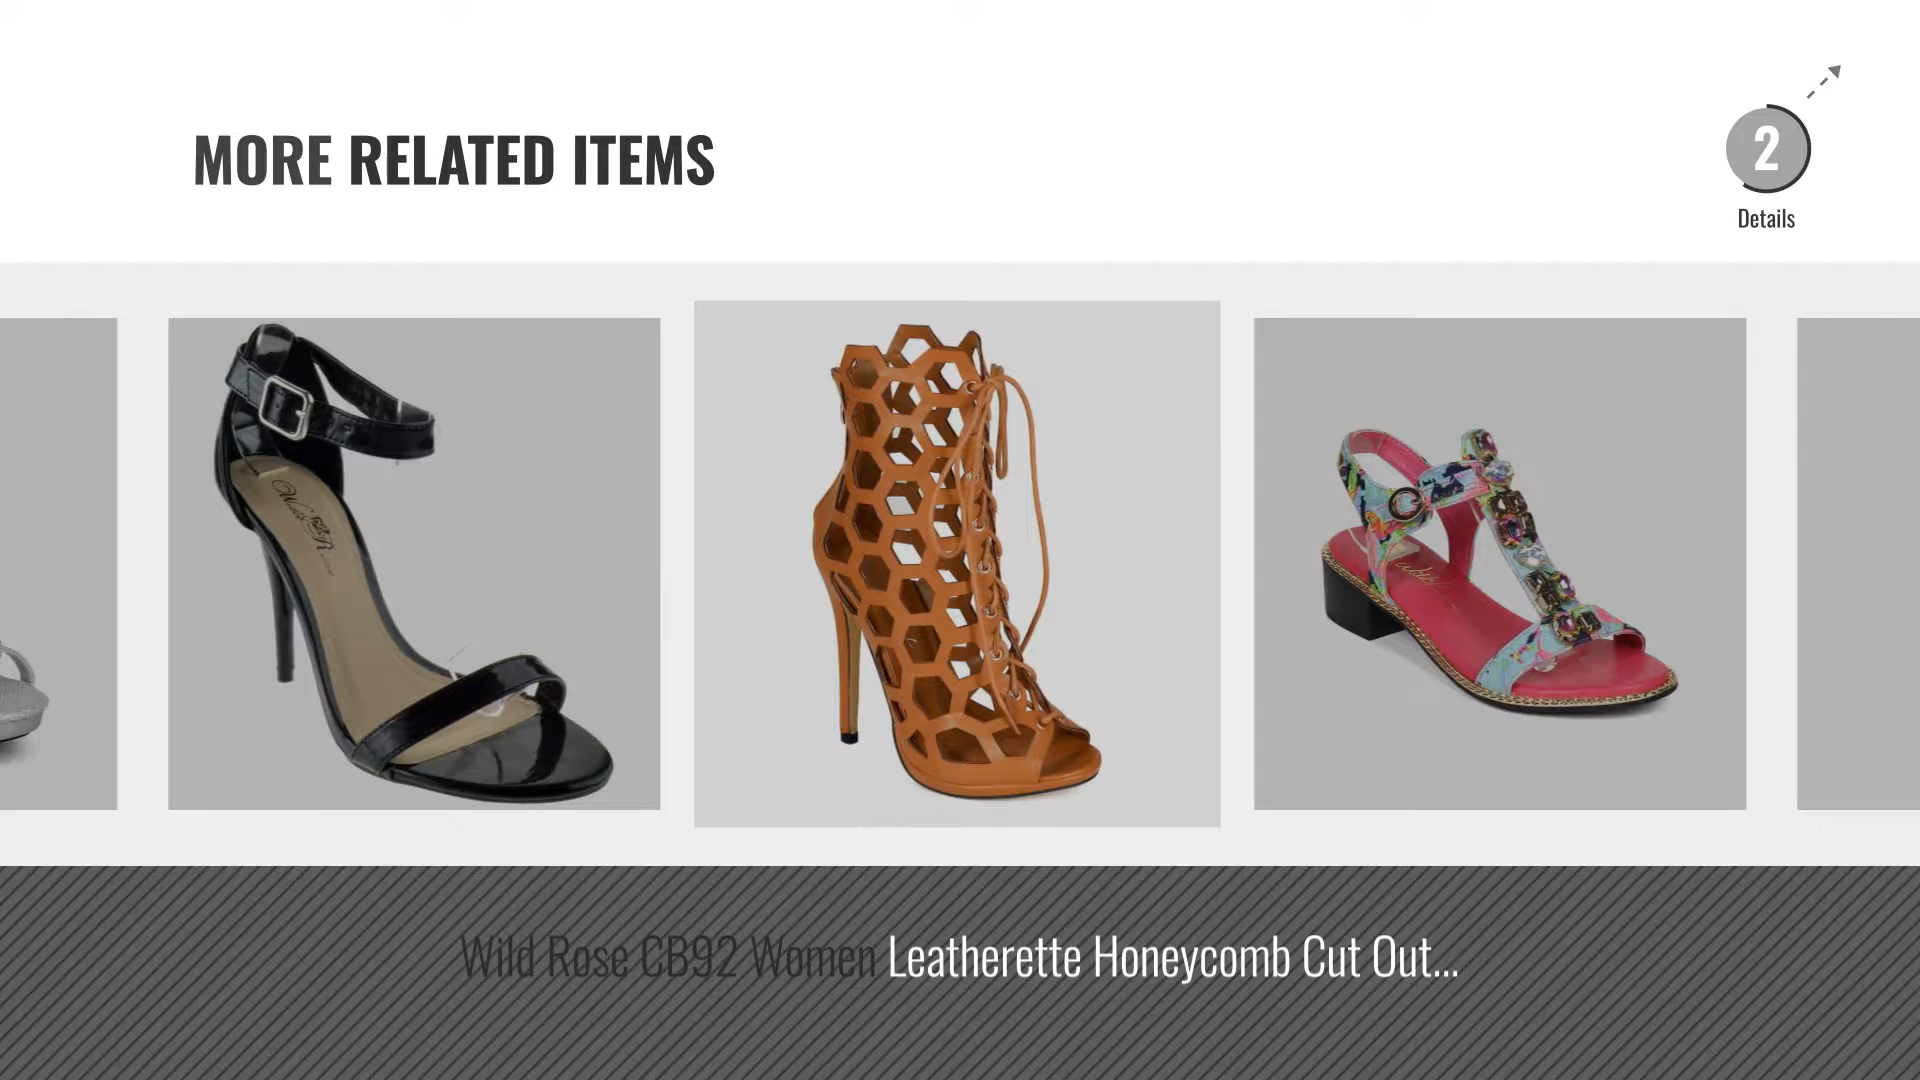 MORE RELATED ITEMS
2
Details
Wild Rose CB92 Women Leatherette Honeycomb Cut Out...